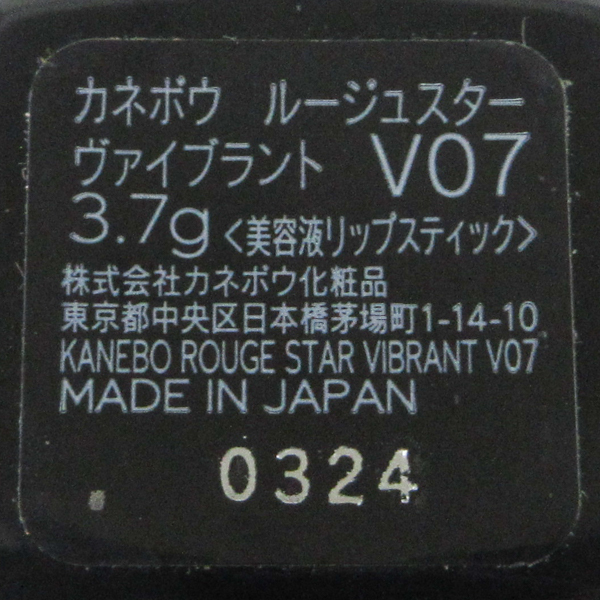 カネボウ ルージュスター
ヴァイブラント V07
3.7g <美容液リップスティック>
株式会社カネボウ化粧品
東京都中央区日本橋茅場町1-14-10
KANEBO ROUGE STAR VIBRANT V07
MADE IN JAPAN
0324